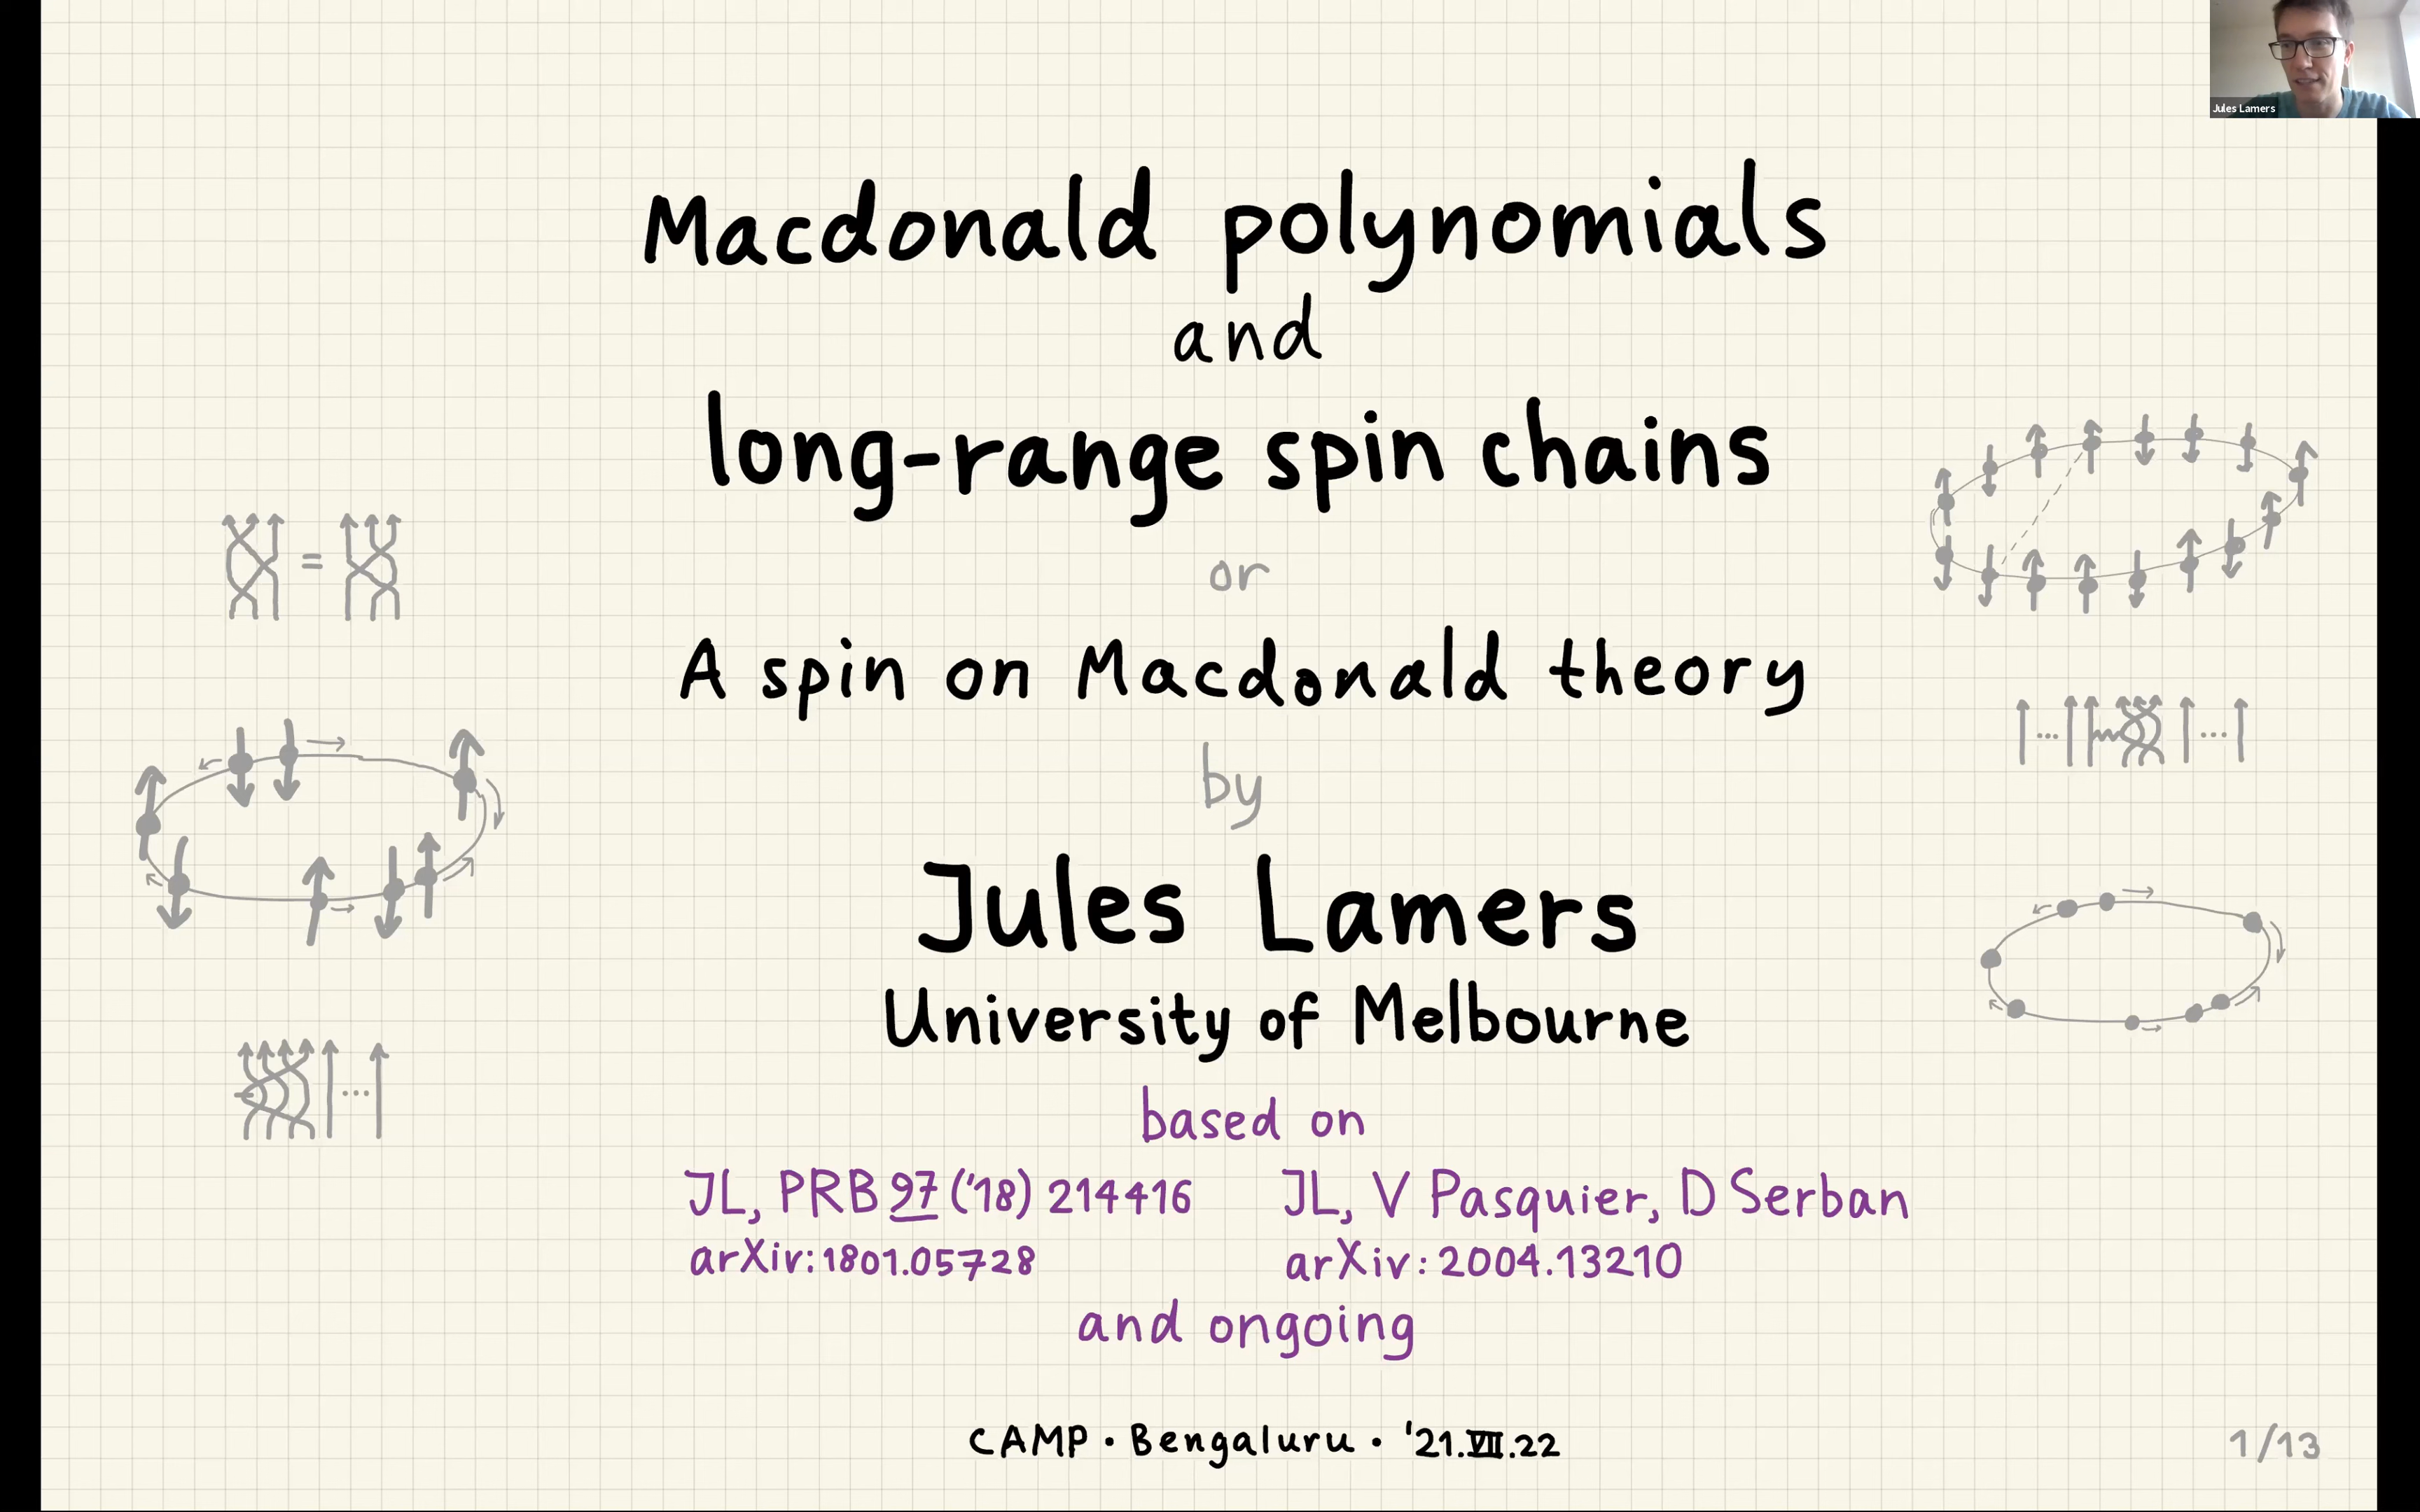 Jules Lamers
Macdonald polynomials
and
long-range spin chains
or
A spin on Macdonald theory
by
Jules Lamers
University of Melbourne
based on
JL, PRB 97 ('18) 214416 JL, V Pasquier, D Serban
arXiv:1801.05728 arXiv:2004.13210
and ongoing
CAMP · Bengaluru · '21.VII.22
1/13